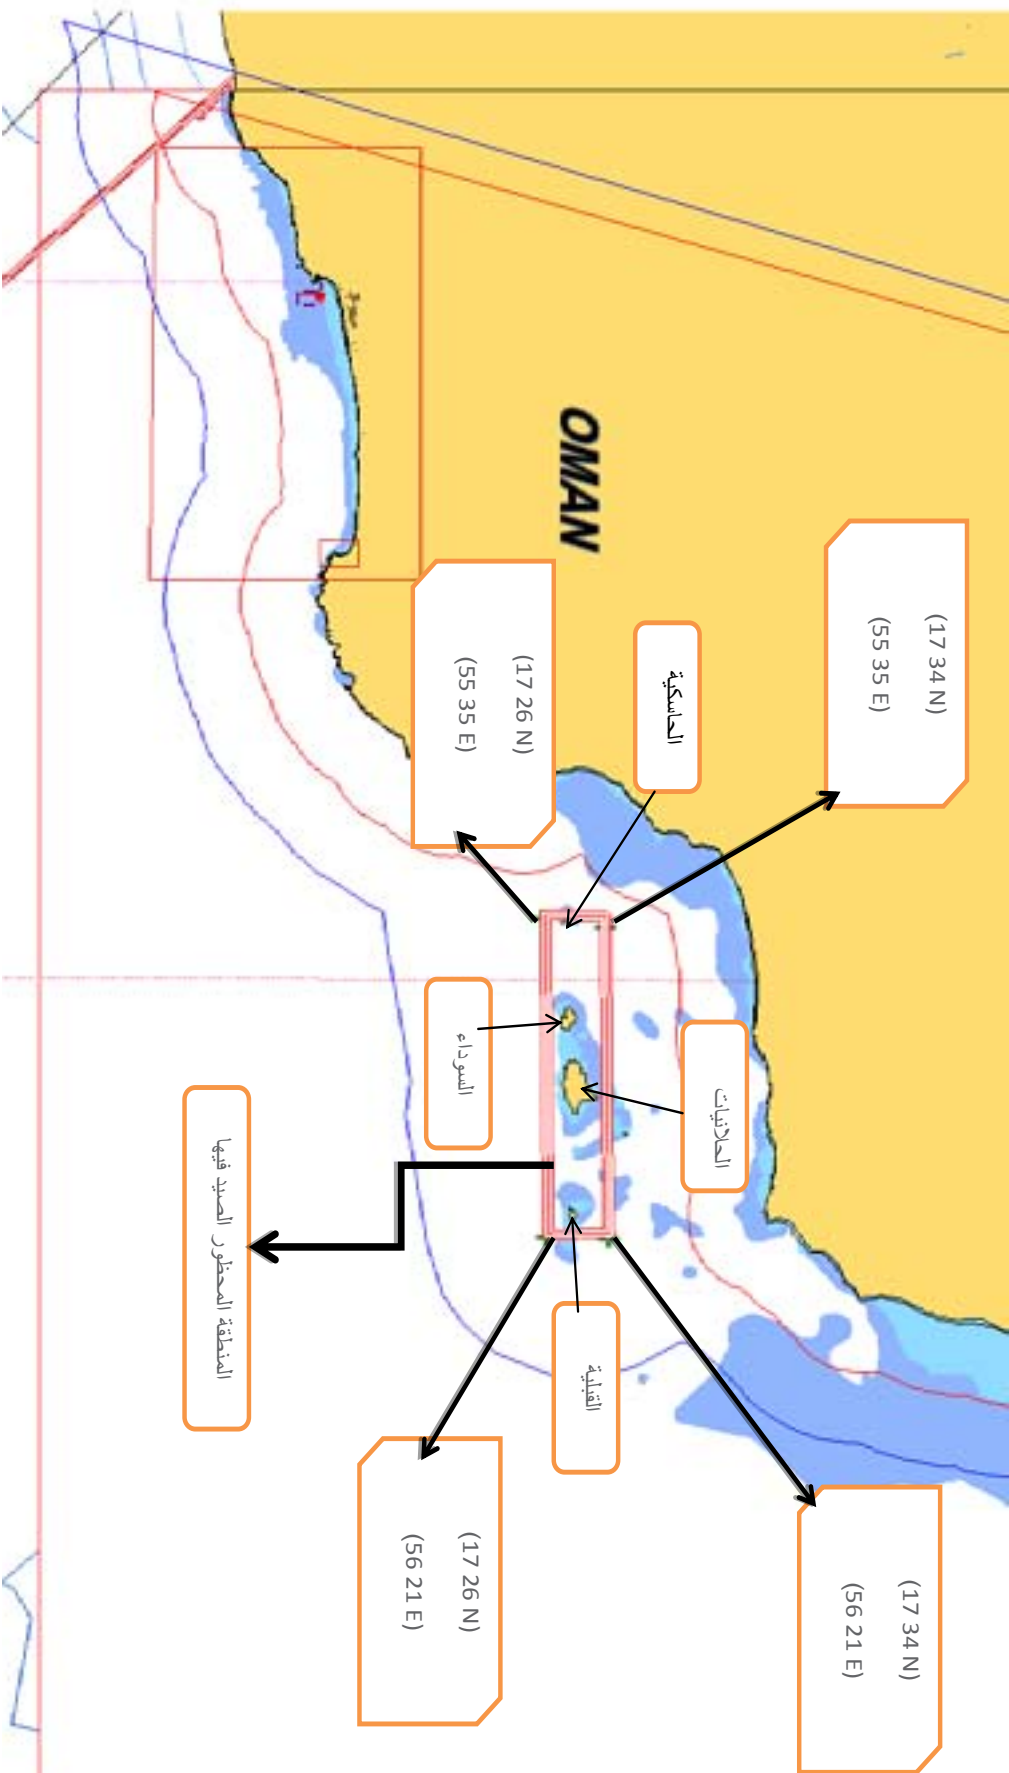 OMAN
(17 34 N)
(55 35 E)
(17 26 N)
(55 35 E)
الحاسكية
السوداء
الحلانيات
القبلية
المنطقة المحظور الصيد فيها
(17 34 N)
(56 21 E)
(17 26 N)
(56 21 E)